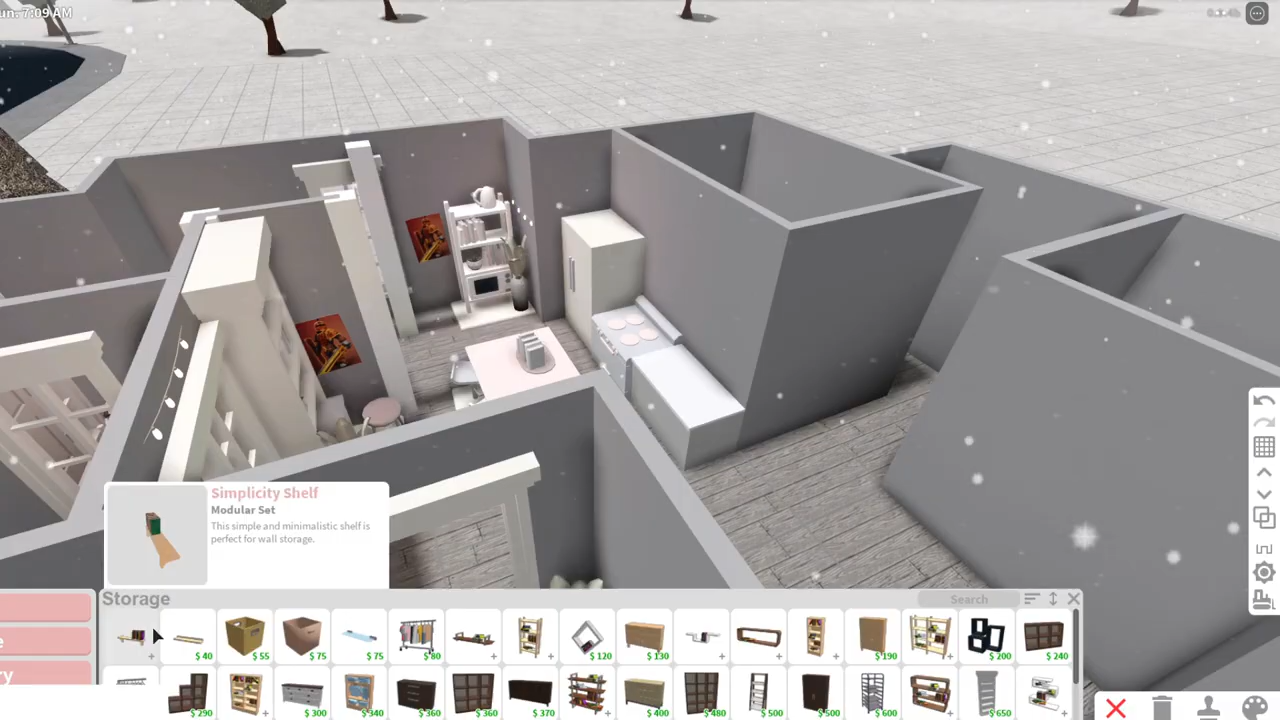 un. 7:09 AM
Simplicity Shelf
Modular Set
This simple and minimalistic shelf is
perfect for wall storage.
Storage
Search
e
ry
$ 40
$ 55
$ 75
$ 75
$ 80
$ 120
$ 130
$ 190
$ 200
$ 240
$ 290
$ 300
$ 340
$ 360
$ 360
$ 370
$ 400
$ 480
$ 500
$ 500
$ 600
$ 650